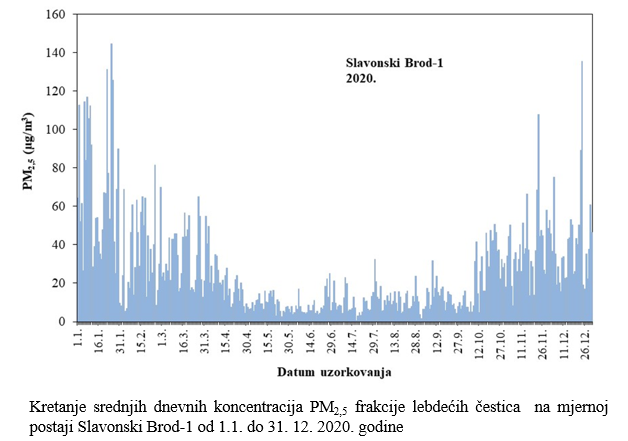 160
140
120
100
80
60
40
20
0
PM2,5 (µg/m³)
Slavonski Brod-1
2020.
1.1. 16.1. 31.1. 15.2. 1.3. 16.3. 31.3. 15.4. 30.4. 15.5. 30.5. 14.6. 29.6. 14.7. 29.7. 13.8. 28.8. 12.9. 27.9. 12.10. 27.10. 11.11. 26.11. 11.12. 26.12.
Datum uzorkovanja
Kretanje srednjih dnevnih koncentracija PM2,5 frakcije lebdećih čestica na mjernoj
postaji Slavonski Brod-1 od 1.1. do 31. 12. 2020. godine